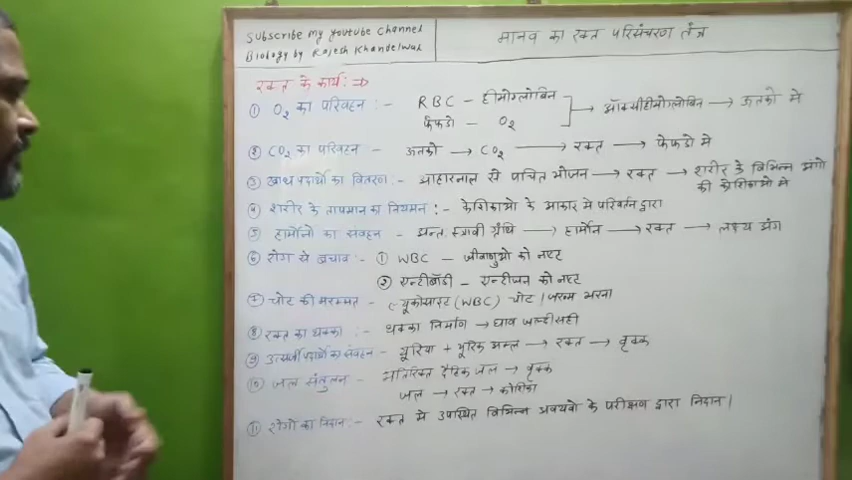 Subscribe my youtube channel
Biology by Rajesh Khandelwal
मानव का रक्त परिसंचरण तंत्र
रक्त के कार्य :⇒
① O₂ का परिवहन :- RBC - हीमोग्लोबिन
फेफडो - O₂
→ ऑक्सीहीमोग्लोबिन → ऊतको मे
② CO₂ का परिवहन - ऊतको → CO₂ → रक्त → फेफडो मे
③ खाद्य पदार्थो का वितरण :- आहारनाल से पाचित भोजन → रक्त → शरीर के विभिन्न अंगो
की कोशिकाओ मे
④ शरीर के तापमान का नियमन :- केशिकाओ के आकार मे परिवर्तन द्वारा
⑤ हार्मोनो का संवहन - अन्त स्त्रावी ग्रंथि → हार्मोन → रक्त → लक्ष्य अंग
⑥ रोग से बचाव :- ① WBC - जीवाणुओ को नष्ट
② एन्टीबॉडी - एन्टीजन को नष्ट
⑦ चोट की मरम्मत - ल्यूकोसाइट (WBC) चोट / जख्म भरना
⑧ रक्त का थक्का :- थक्का निर्माण → घाव जल्दी सही
⑨ उत्सर्जी पदार्थो का संवहन - यूरिया + यूरिक अम्ल → रक्त → वृक्क
⑩ जल संतुलन - अतिरिक्त दैहिक जल → वृक्क
जल → रक्त → कोशिका
⑪ रोगो का निदान :- रक्त मे उपस्थित विभिन्न अवयवो के परीक्षण द्वारा निदान।